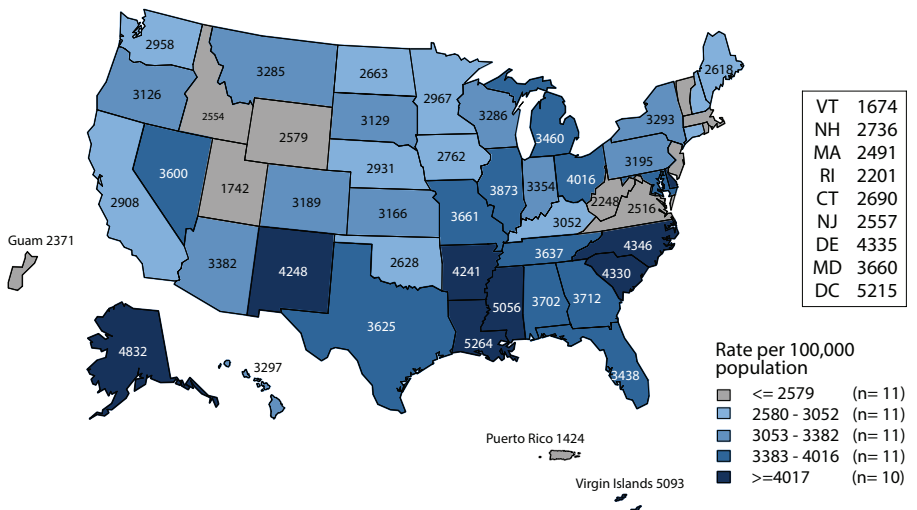 2958
3285
2663
2967
2618
3126
2554
2579
3129
3286
3460
3293
3195
2908
3600
1742
3189
2931
2762
3873
3354
4016
2248
2516
3382
4248
3166
3661
3052
2628
4241
3637
4346
4330
3625
5264
5056
3702
3712
3438
Guam 2371
4832
3297
Puerto Rico 1424
Virgin Islands 5093
VT 1674
NH 2736
MA 2491
RI 2201
CT 2690
NJ 2557
DE 4335
MD 3660
DC 5215
Rate per 100,000
population
<= 2579 (n= 11)
2580 - 3052 (n= 11)
3053 - 3382 (n= 11)
3383 - 4016 (n= 11)
>=4017 (n= 10)